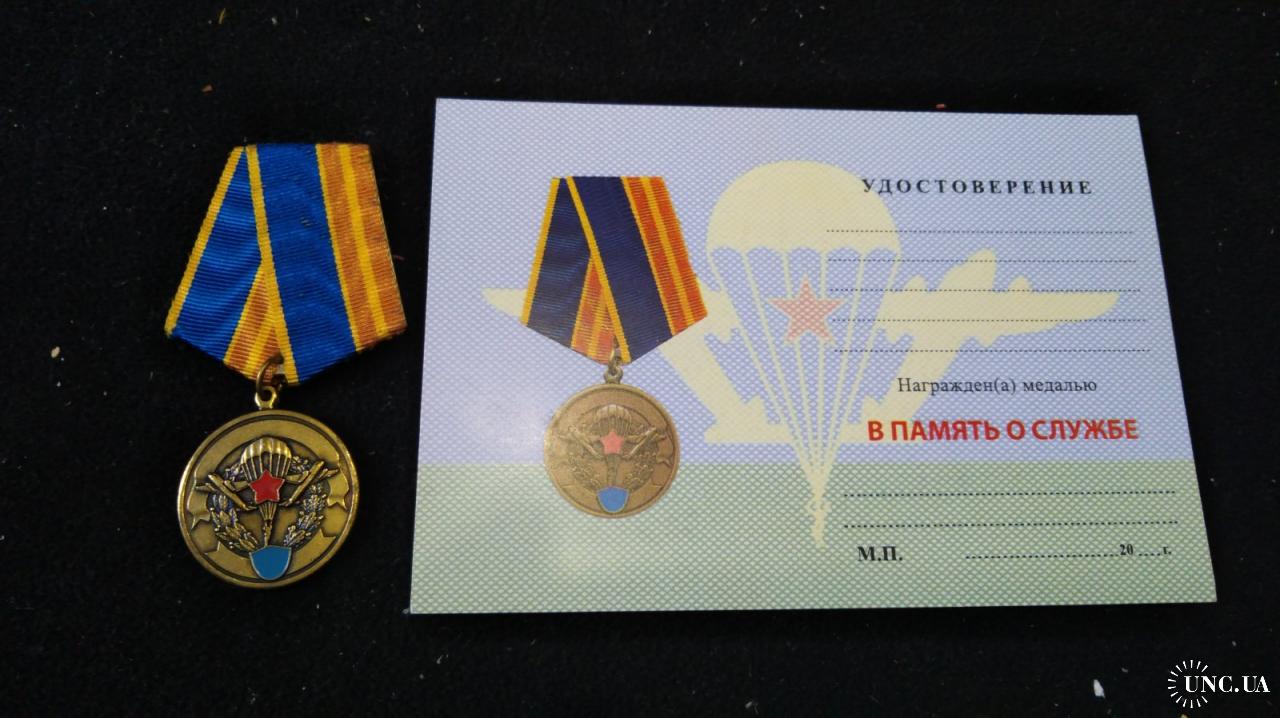 УДОСТОВЕРЕНИЕ
Награжден(а) медалью
В ПАМЯТЬ О СЛУЖБЕ
М.П. ....................................20.....г.
UNC.UA